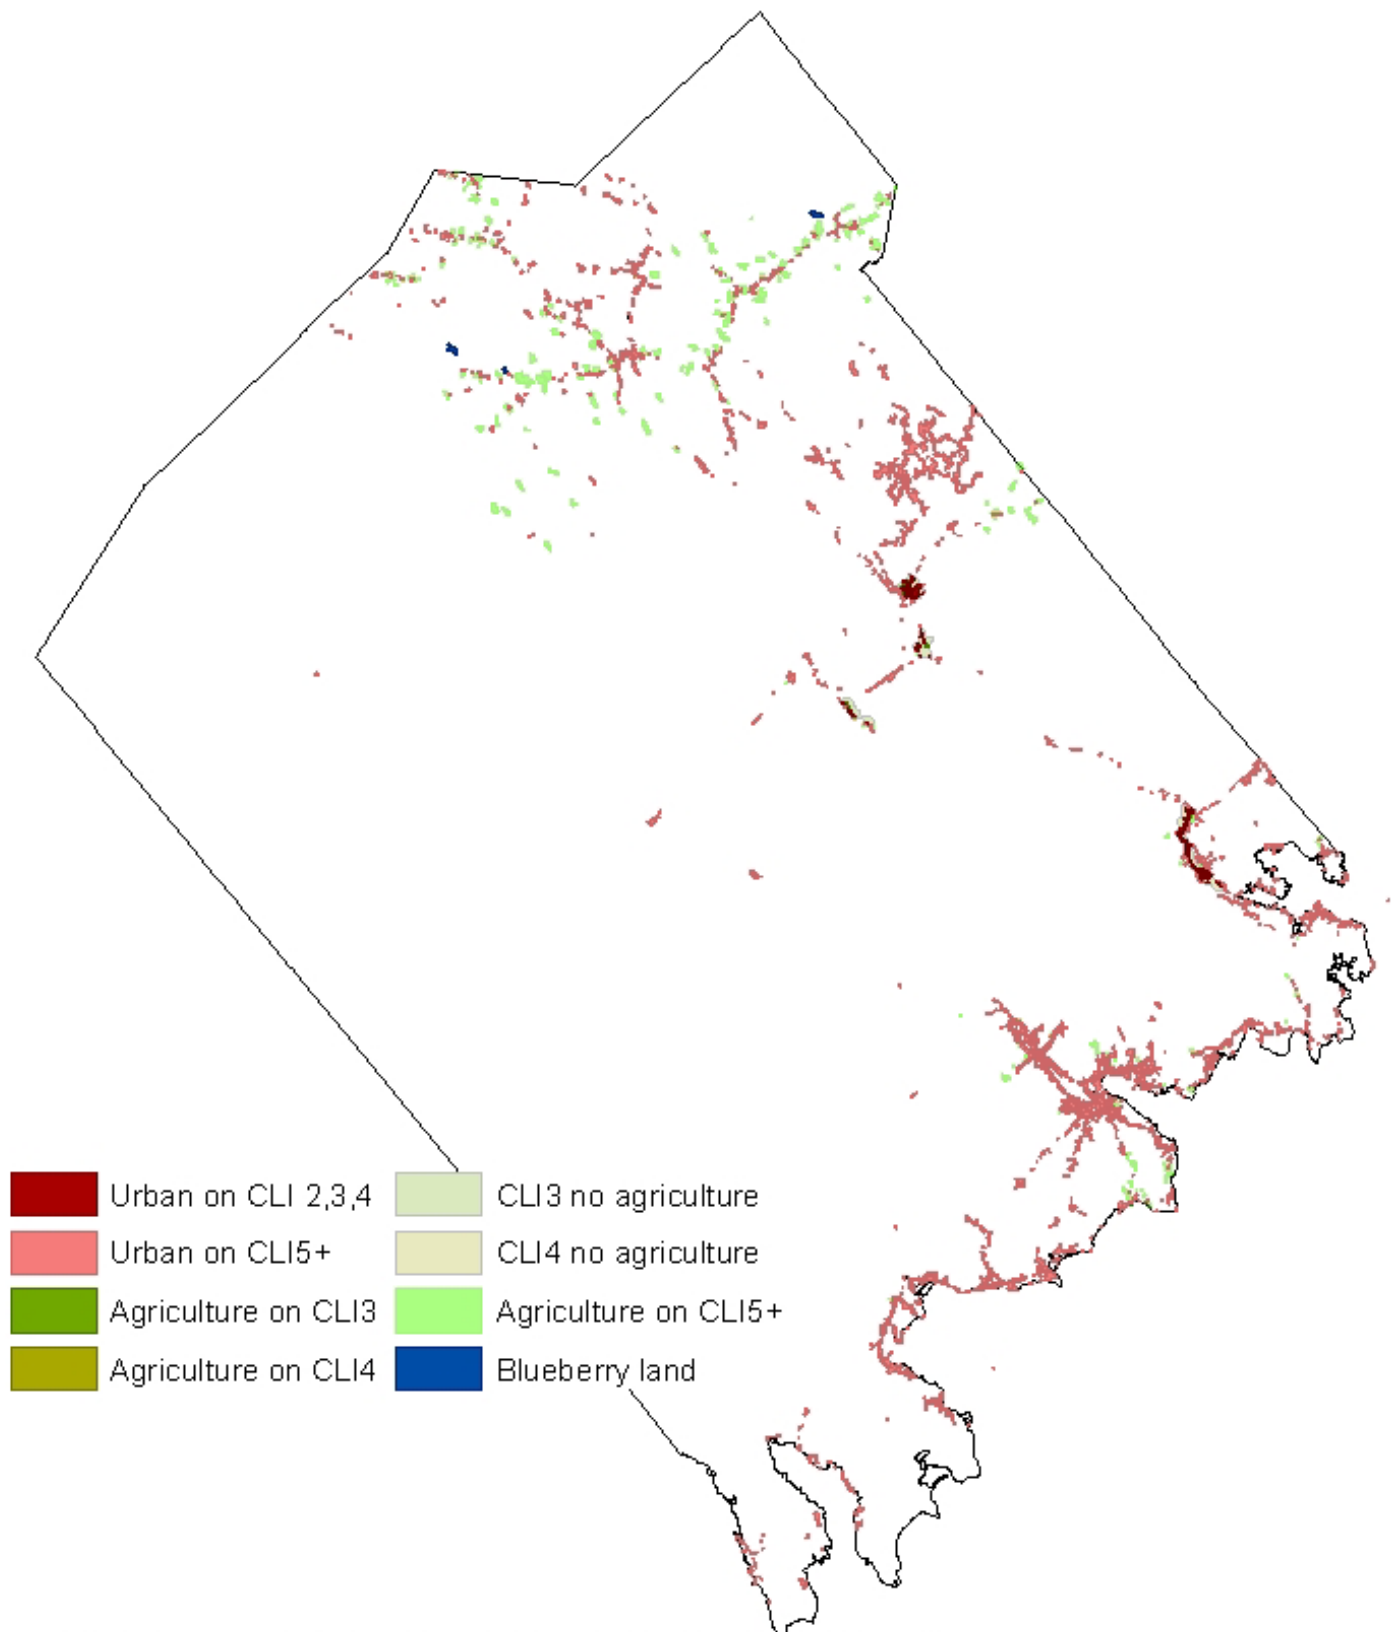 Urban on CLI 2,3,4
CLI3 no agriculture
Urban on CLI5+
CLI4 no agriculture
Agriculture on CLI3
Agriculture on CLI5+
Agriculture on CLI4
Blueberry land